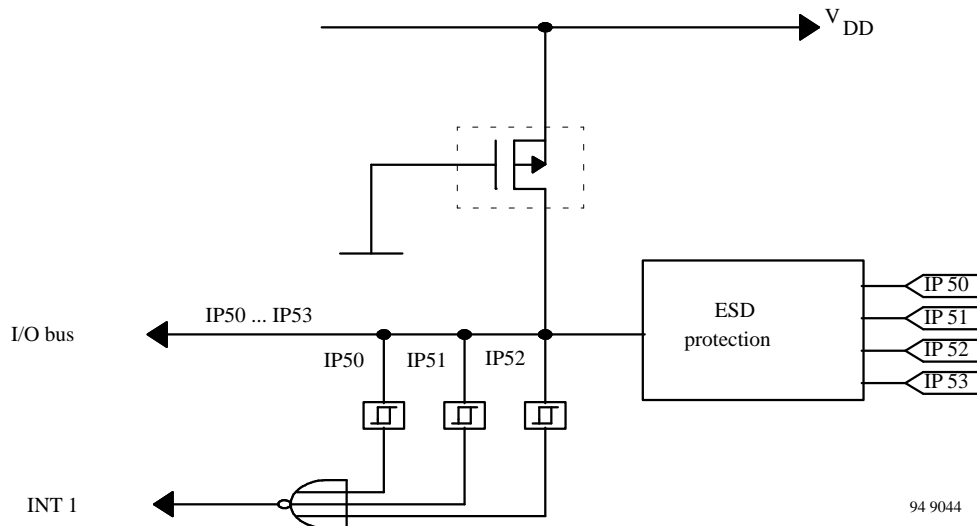 V DD
ESD
protection
IP 50
IP 51
IP 52
IP 53
IP50 ... IP53
I/O bus
IP50
IP51
IP52
INT 1
94 9044